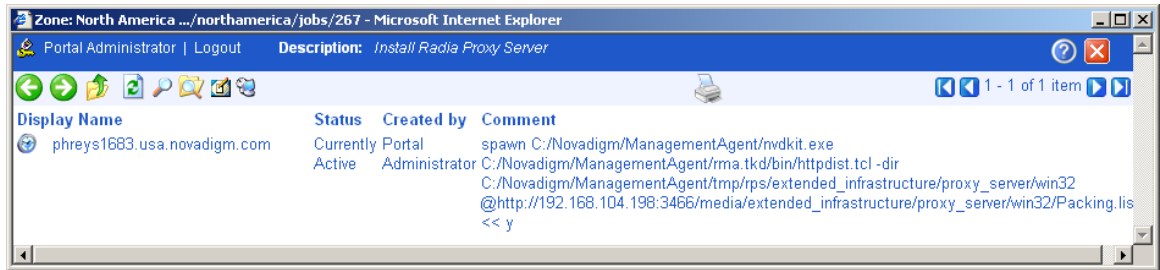 Zone: North America .../northamerica/jobs/267 - Microsoft Internet Explorer
Portal Administrator | Logout Description: Install Radia Proxy Server
1 - 1 of 1 item
Display Name Status Created by Comment
phreys1683.usa.novadigm.com Currently Portal spawn C:/Novadigm/ManagementAgent/nvdkit.exe
Active Administrator C:/Novadigm/ManagementAgent/rma.tkd/bin/httpdist.tcl -dir
C:/Novadigm/ManagementAgent/tmp/rps/extended_infrastructure/proxy_server/win32
@http://192.168.104.198:3466/media/extended_infrastructure/proxy_server/win32/Packing.lis
<< y